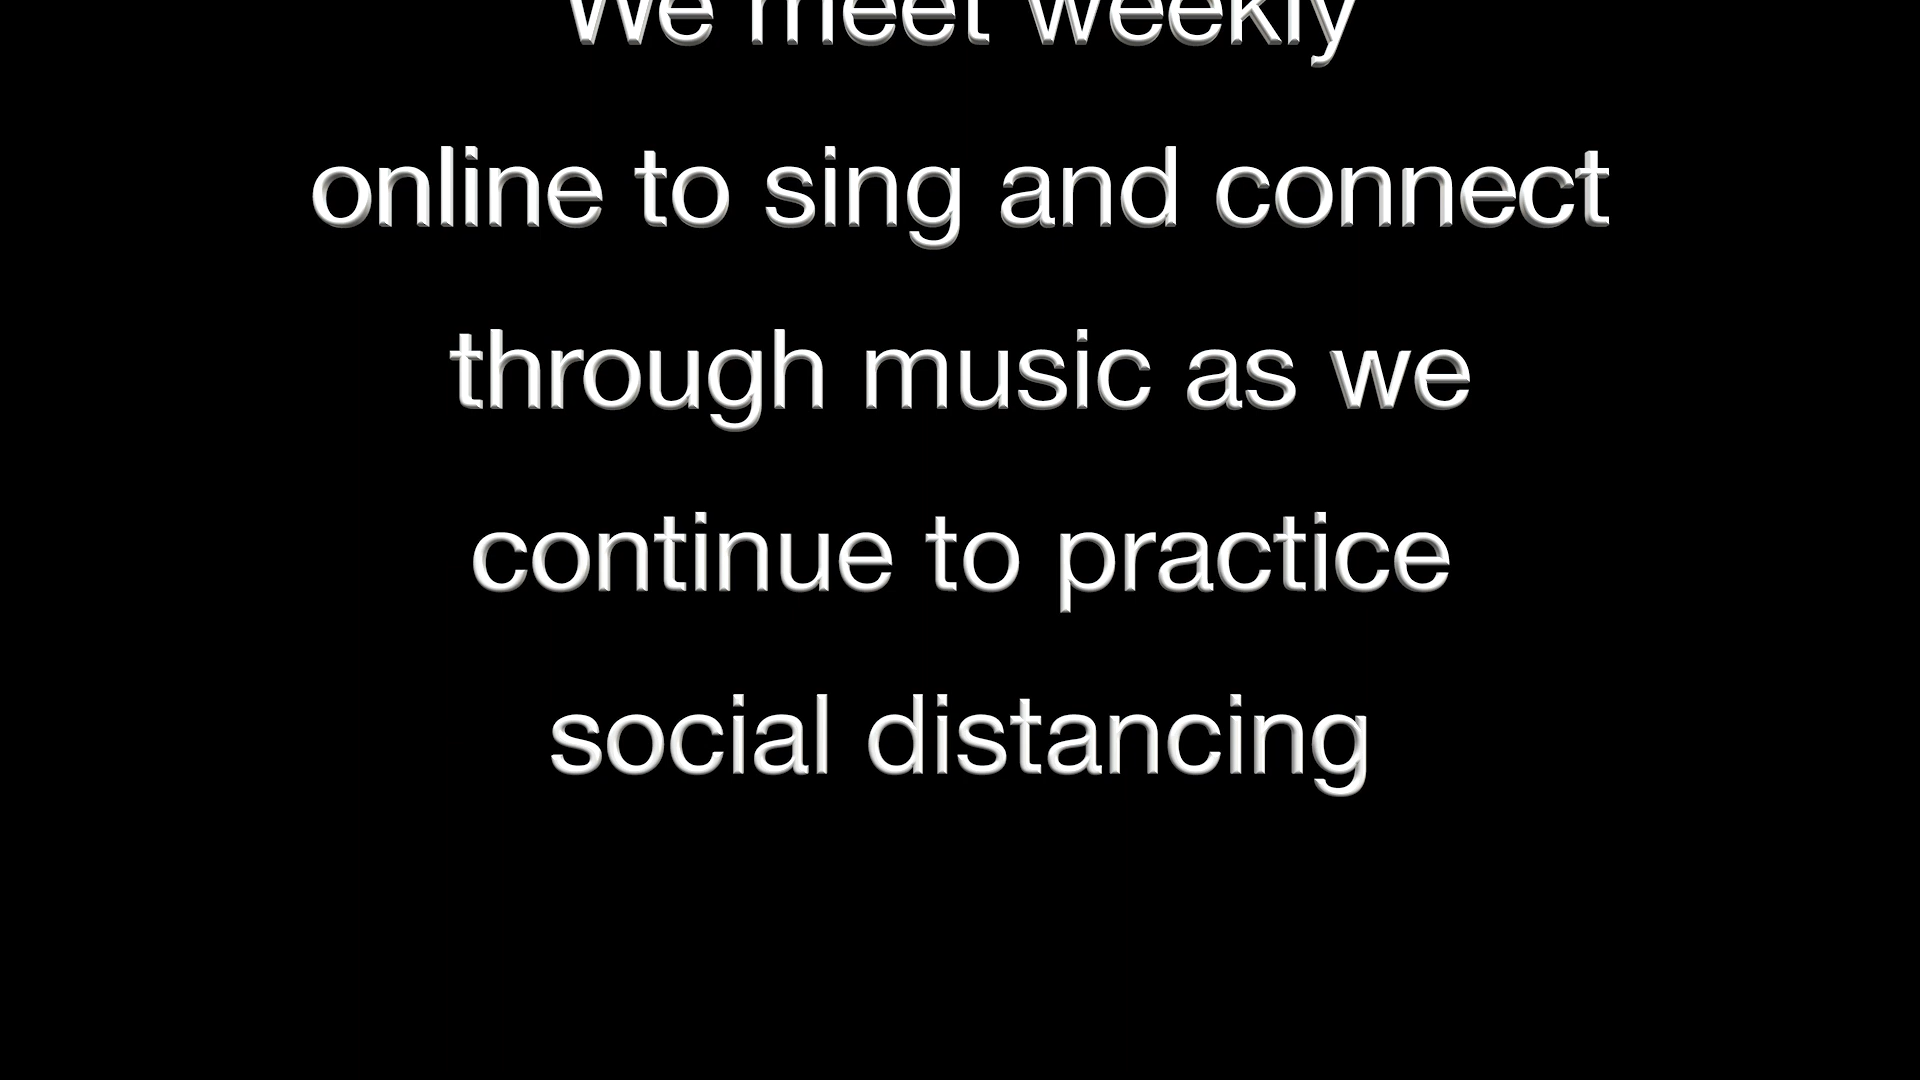 We meet weekly
online to sing and connect
through music as we
continue to practice
social distancing